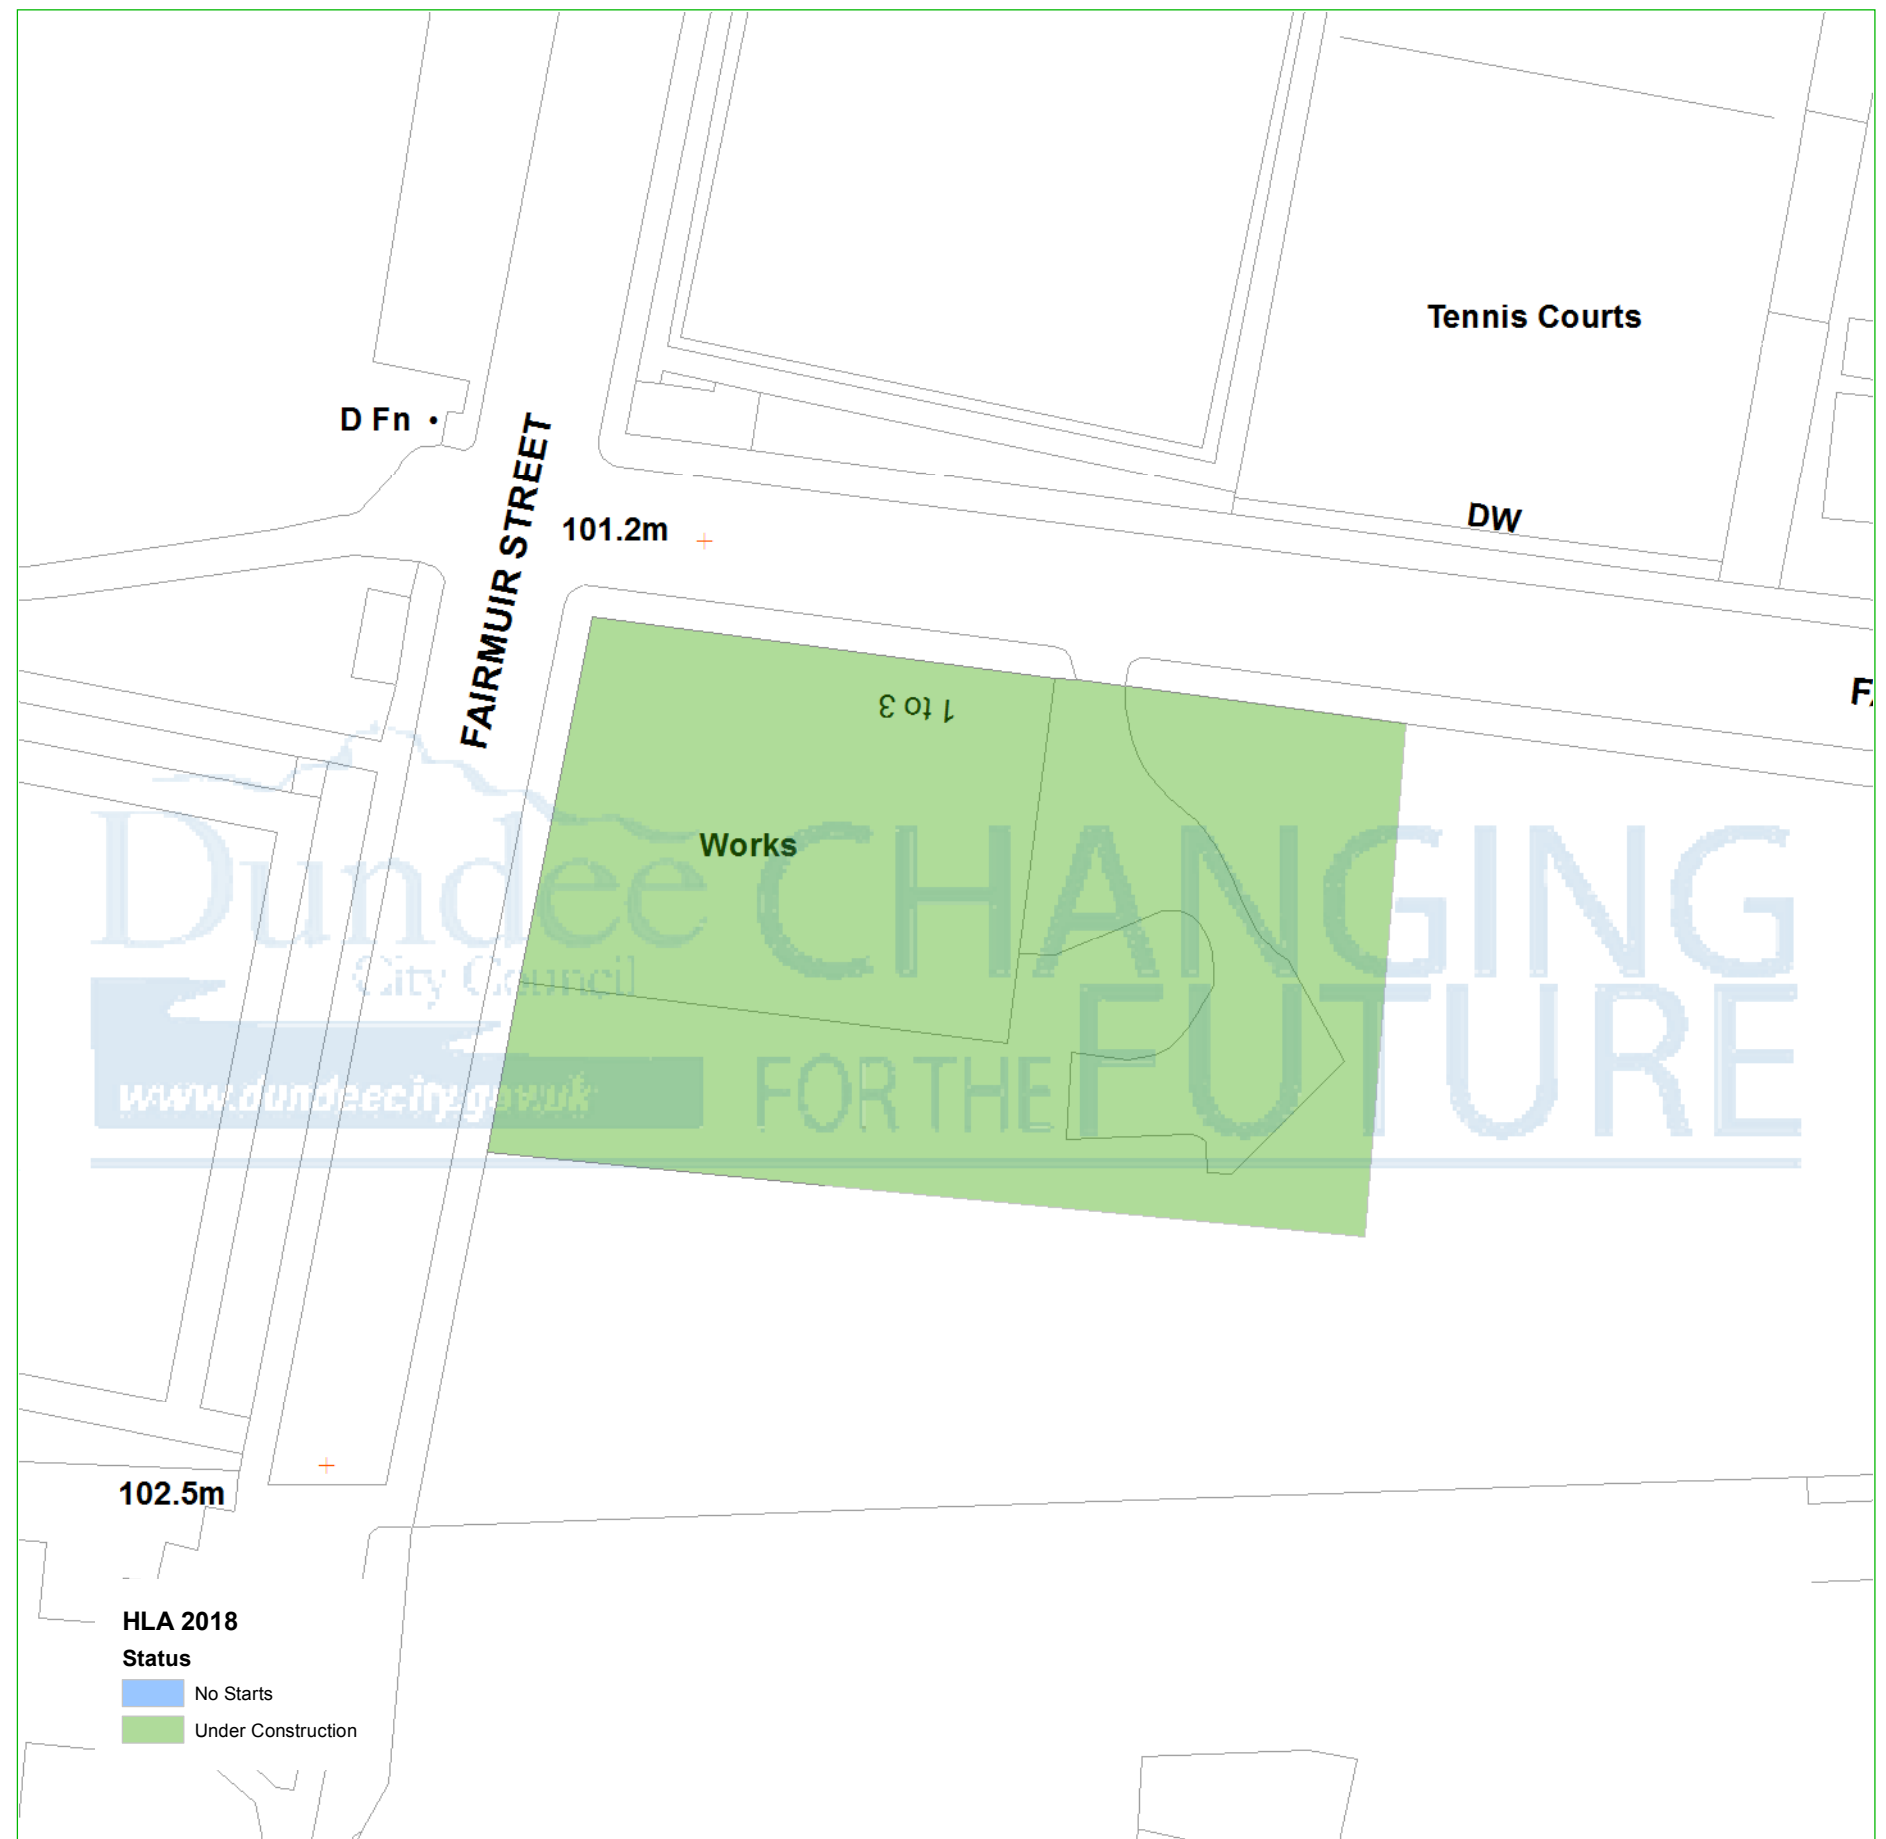 Tennis Courts
D Fn
FAIRMUIR STREET
101.2m
DW
F
1 to 3
Works
Dundee
City Council
www.dundeecity.gov.uk
CHANGING
FOR THE FUTURE
102.5m
HLA 2018
Status
No Starts
Under Construction